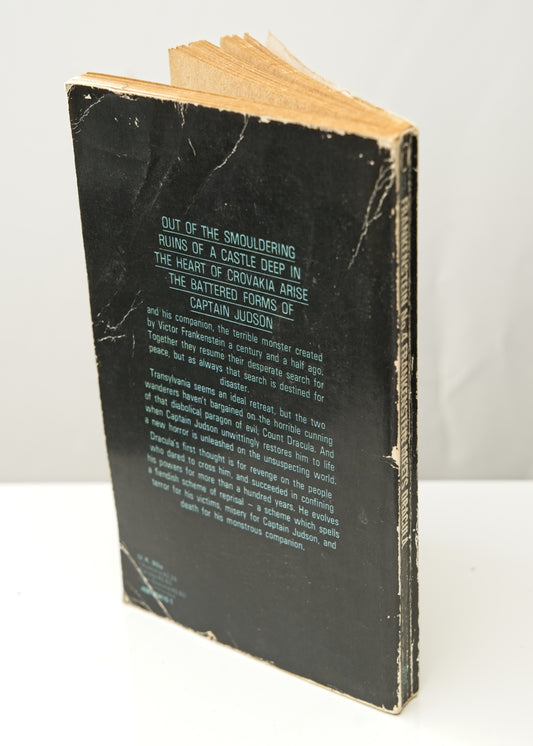 OUT OF THE SMOULDERING
RUINS OF A CASTLE DEEP IN
THE HEART OF CROVAKIA ARISE
THE BATTERED FORMS OF
CAPTAIN JUDSON
and his companion, the terrible monster created
by Victor Frankenstein a century and a half ago.
Together they resume their desperate search for
peace, but as always that search is destined for
disaster.
Transylvania seems an ideal retreat, but the two
wanderers haven't bargained on the horrible cunning
of that diabolical paragon of evil, Count Dracula. And
when Captain Judson unwittingly restores him to life
a new horror is unleashed on the unsuspecting world.
Dracula's first thought is for revenge on the people
who dared to cross him, and succeeded in confining
his powers for more than a hundred years. He evolves
a fiendish scheme of reprisal – a scheme which spells
terror for his victims, misery for Captain Judson, and
death for his monstrous companion.